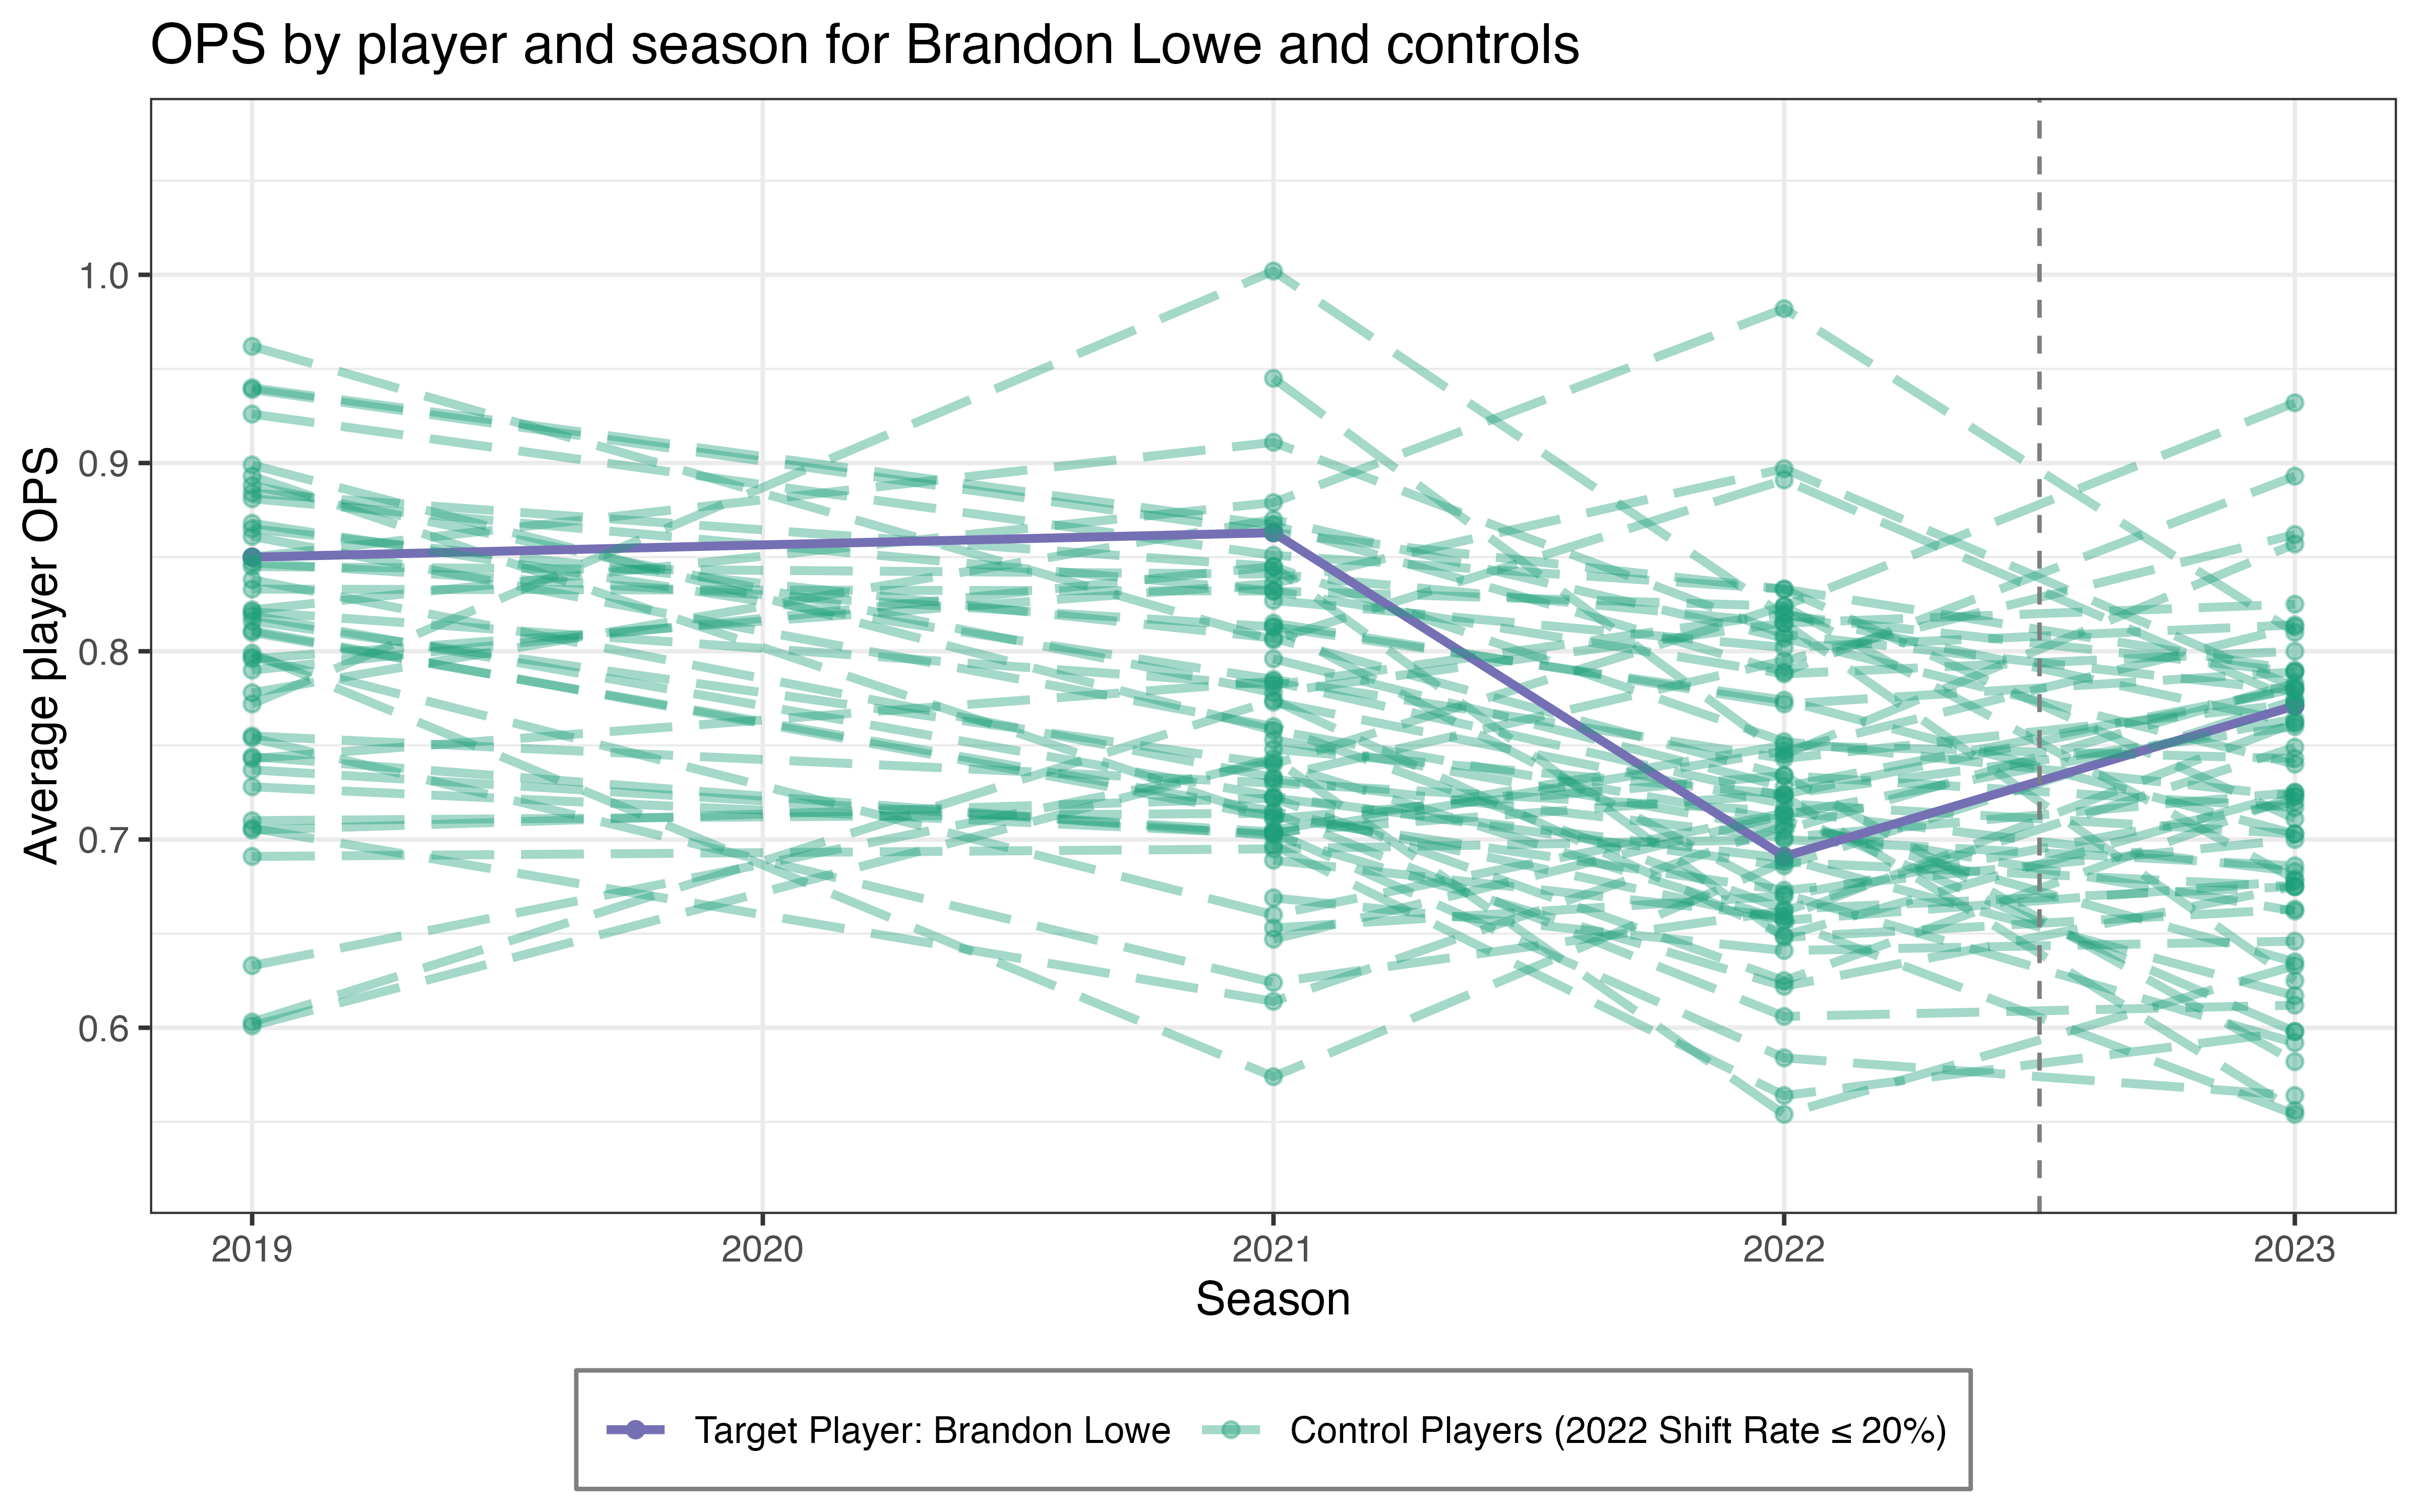 OPS by player and season for Brandon Lowe and controls
Average player OPS
1.0
0.9
0.8
0.7
0.6
2019 2020 2021 2022 2023
Season
Target Player: Brandon Lowe Control Players (2022 Shift Rate ≤ 20%)